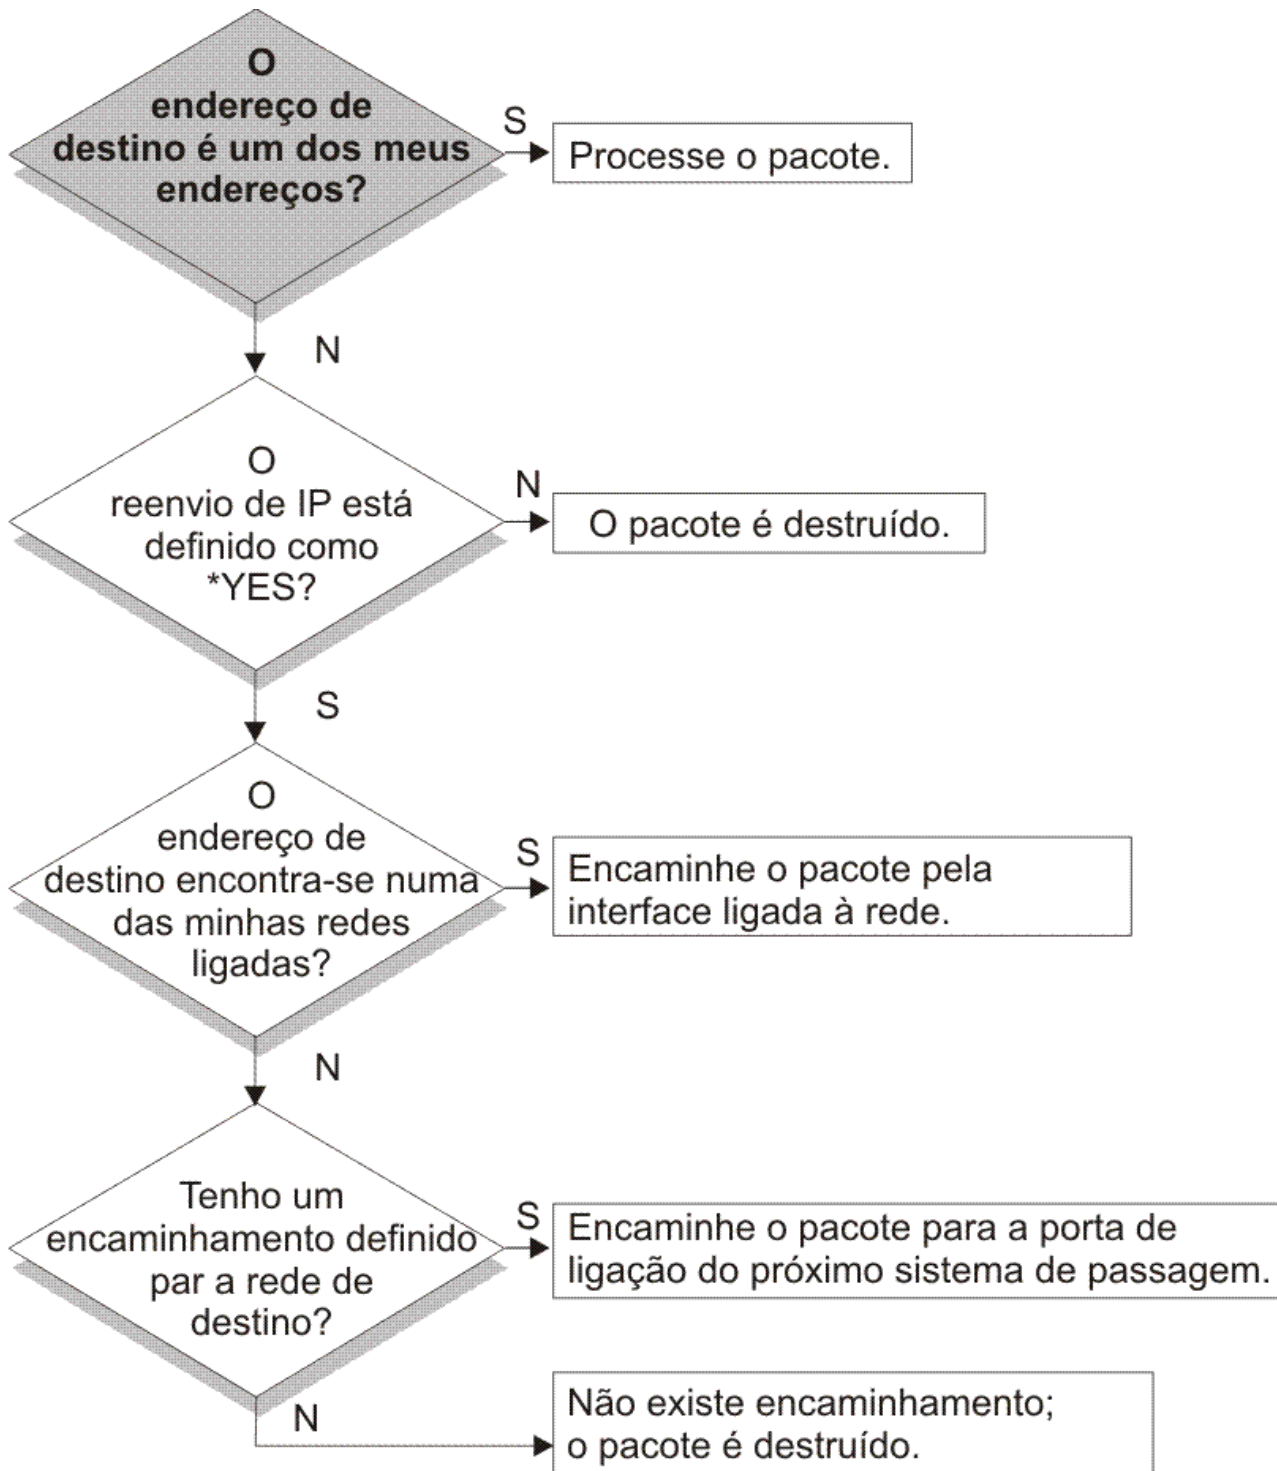 O
endereço de
destino é um dos meus
endereços?
S
Processe o pacote.
N
O
reenvio de IP está
definido como
*YES?
N
O pacote é destruído.
S
O
endereço de
destino encontra-se numa
das minhas redes
ligadas?
S
Encaminhe o pacote pela
interface ligada à rede.
N
Tenho um
encaminhamento definido
par a rede de
destino?
S
Encaminhe o pacote para a porta de
ligação do próximo sistema de passagem.
N
Não existe encaminhamento;
o pacote é destruído.